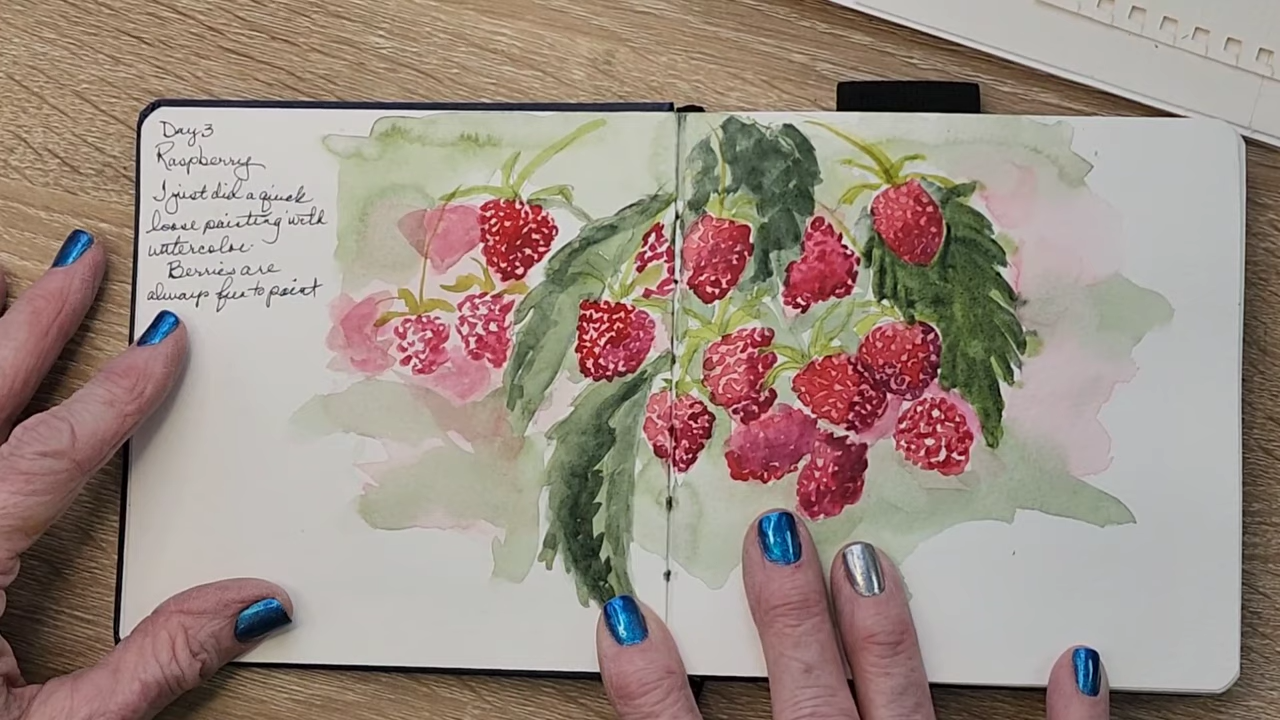 Day 3
Raspberry
I just did a quick
loose painting with
watercolor.
Berries are
always fun to paint